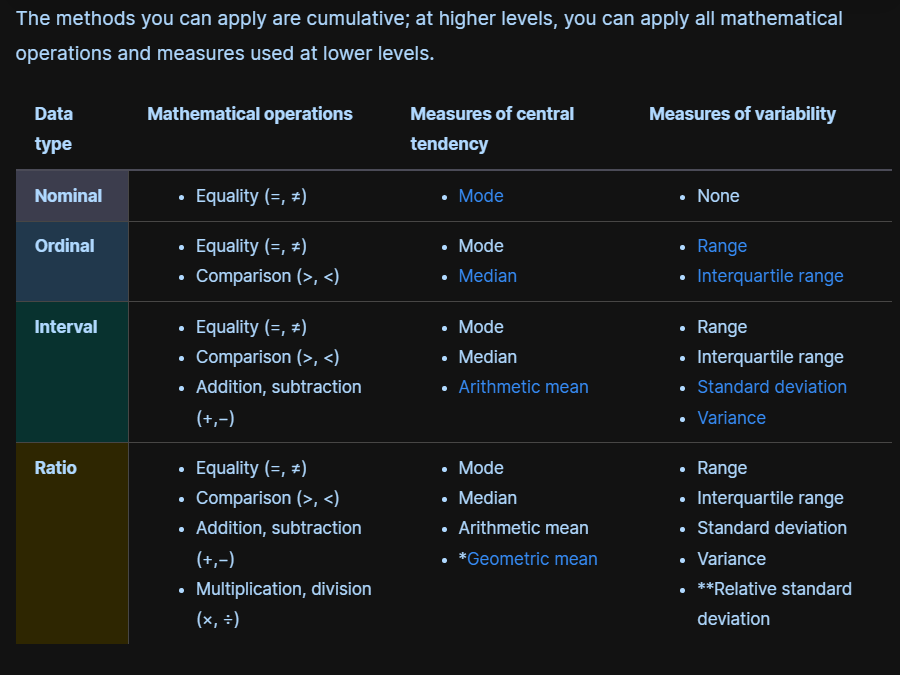 The methods you can apply are cumulative; at higher levels, you can apply all mathematical
operations and measures used at lower levels.
Data type Mathematical operations Measures of central tendency Measures of variability
Nominal
• Equality (=, ≠)
• Mode
• None
Ordinal
• Equality (=, ≠)
• Comparison (>, <)
• Mode
• Median
• Range
• Interquartile range
Interval
• Equality (=, ≠)
• Comparison (>, <)
• Addition, subtraction
(+,−)
• Mode
• Median
• Arithmetic mean
• Range
• Interquartile range
• Standard deviation
• Variance
Ratio
• Equality (=, ≠)
• Comparison (>, <)
• Addition, subtraction
(+,−)
• Multiplication, division
(×, ÷)
• Mode
• Median
• Arithmetic mean
• *Geometric mean
• Range
• Interquartile range
• Standard deviation
• Variance
• **Relative standard
deviation